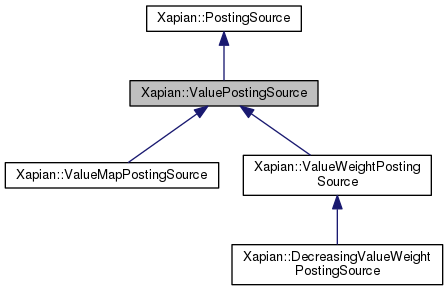 Xapian::PostingSource
Xapian::ValuePostingSource
Xapian::ValueMapPostingSource
Xapian::ValueWeightPosting
Source
Xapian::DecreasingValueWeight
PostingSource